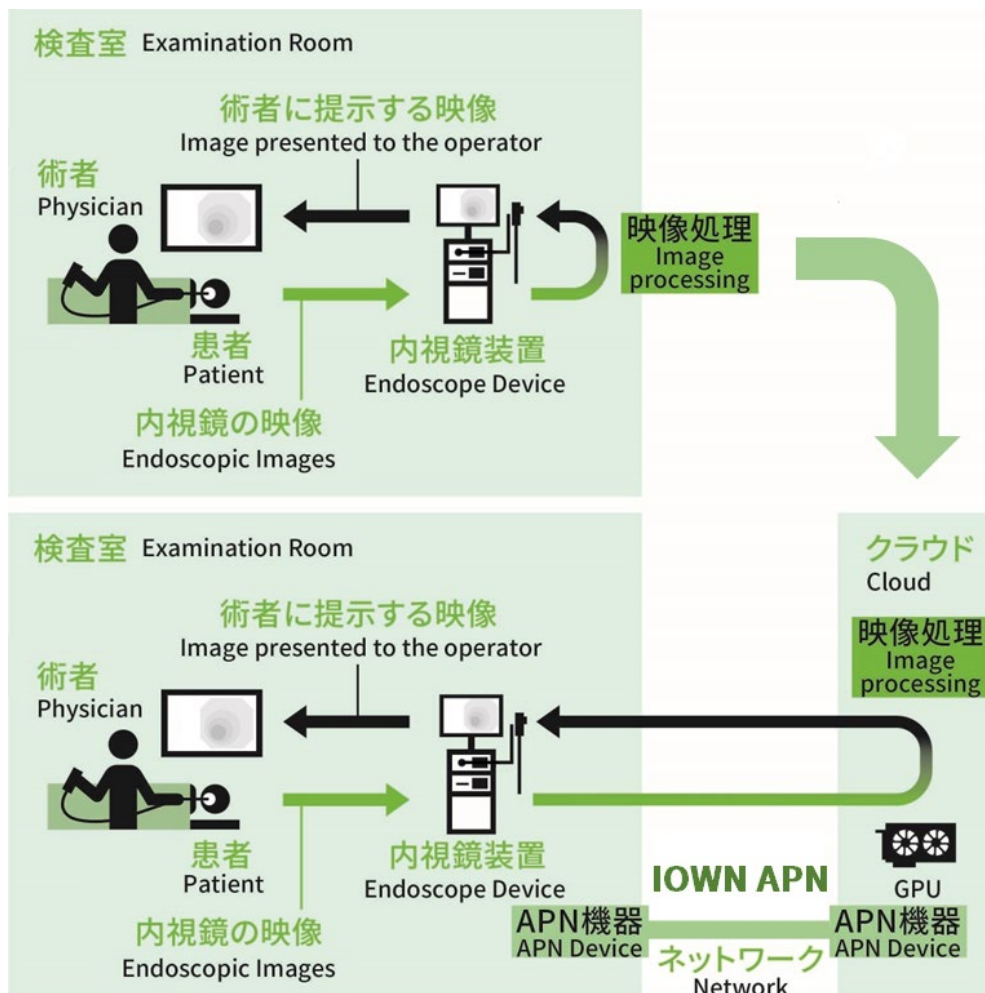 検査室 Examination Room
術者に提示する映像
Image presented to the operator
術者
Physician
映像処理
Image
processing
患者
Patient
内視鏡装置
Endoscope Device
内視鏡の映像
Endoscopic Images
検査室 Examination Room
クラウド
Cloud
術者に提示する映像
Image presented to the operator
映像処理
Image
processing
術者
Physician
患者
Patient
内視鏡装置
Endoscope Device
IOWN APN
GPU
内視鏡の映像
Endoscopic Images
APN機器
APN Device
ネットワーク
Network
APN機器
APN Device